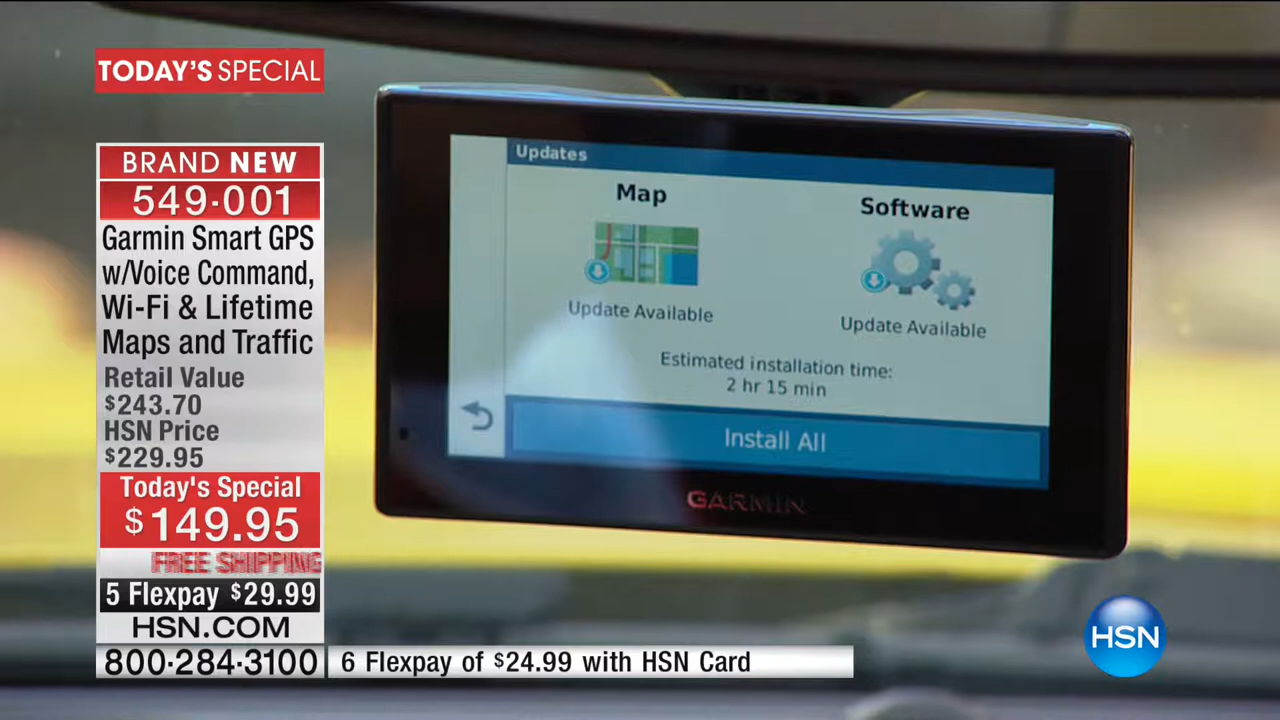 TODAY'S SPECIAL
BRAND NEW
549·001
Garmin Smart GPS
w/Voice Command,
Wi-Fi & Lifetime
Maps and Traffic
Retail Value
$243.70
HSN Price
$229.95
Today's Special
$149.95
FREE SHIPPING
5 Flexpay $29.99
HSN.COM
800·284·3100
6 Flexpay of $24.99 with HSN Card
Updates
Map
Software
Update Available
Update Available
Estimated installation time:
2 hr 15 min
Install All
GARMIN
HSN